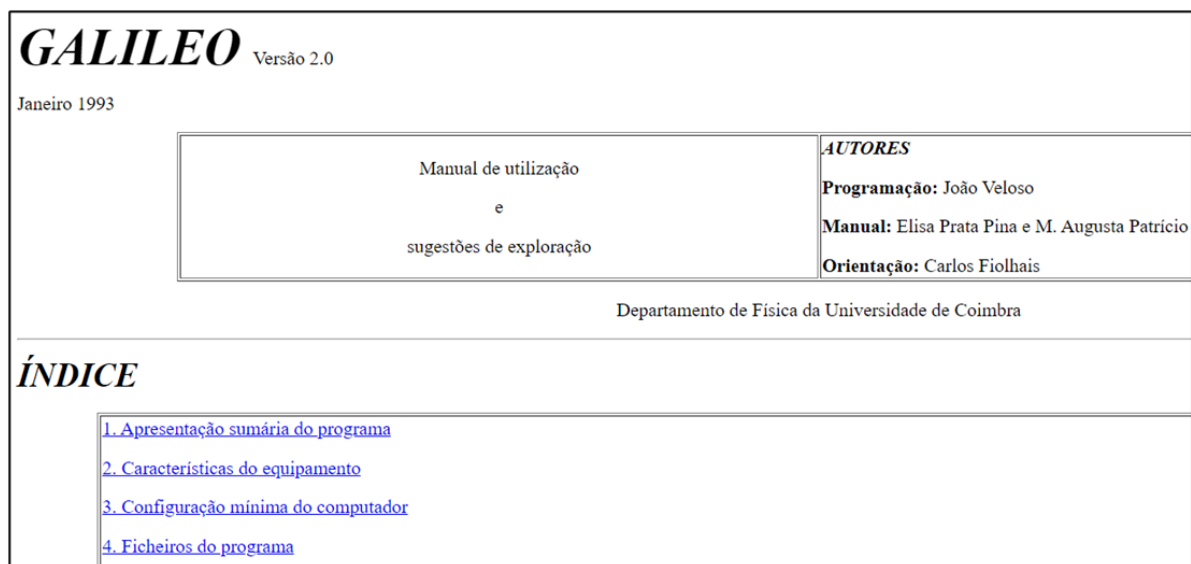 GALILEO Versão 2.0
Janeiro 1993
Manual de utilização
e
sugestões de exploração
AUTORES
Programação: João Veloso
Manual: Elisa Prata Pina e M. Augusta Patrício
Orientação: Carlos Fiolhais
Departamento de Física da Universidade de Coimbra
ÍNDICE
1. Apresentação sumária do programa
2. Características do equipamento
3. Configuração mínima do computador
4. Ficheiros do programa